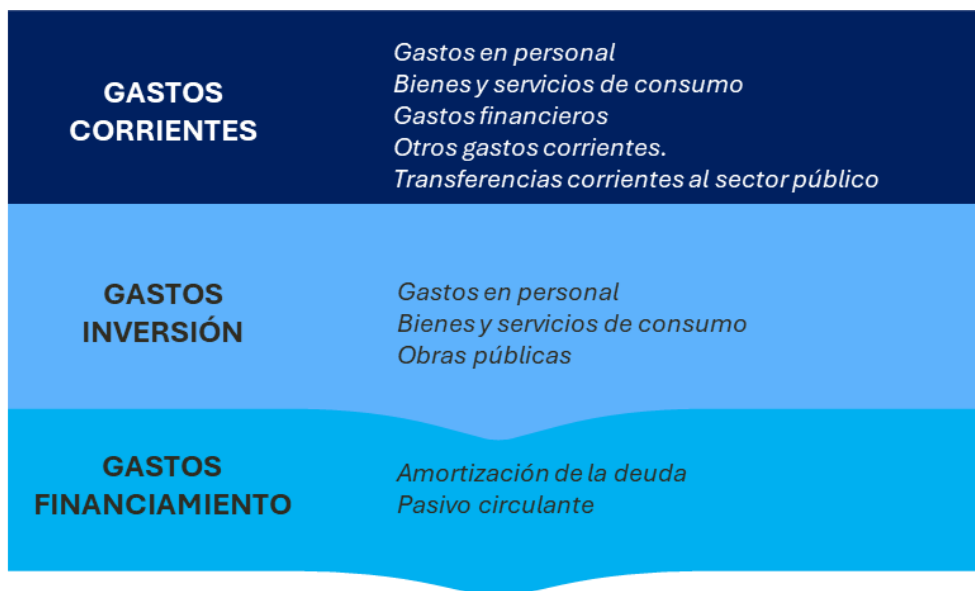 GASTOS
CORRIENTES
Gastos en personal
Bienes y servicios de consumo
Gastos financieros
Otros gastos corrientes.
Transferencias corrientes al sector público
GASTOS
INVERSIÓN
Gastos en personal
Bienes y servicios de consumo
Obras públicas
GASTOS
FINANCIAMIENTO
Amortización de la deuda
Pasivo circulante